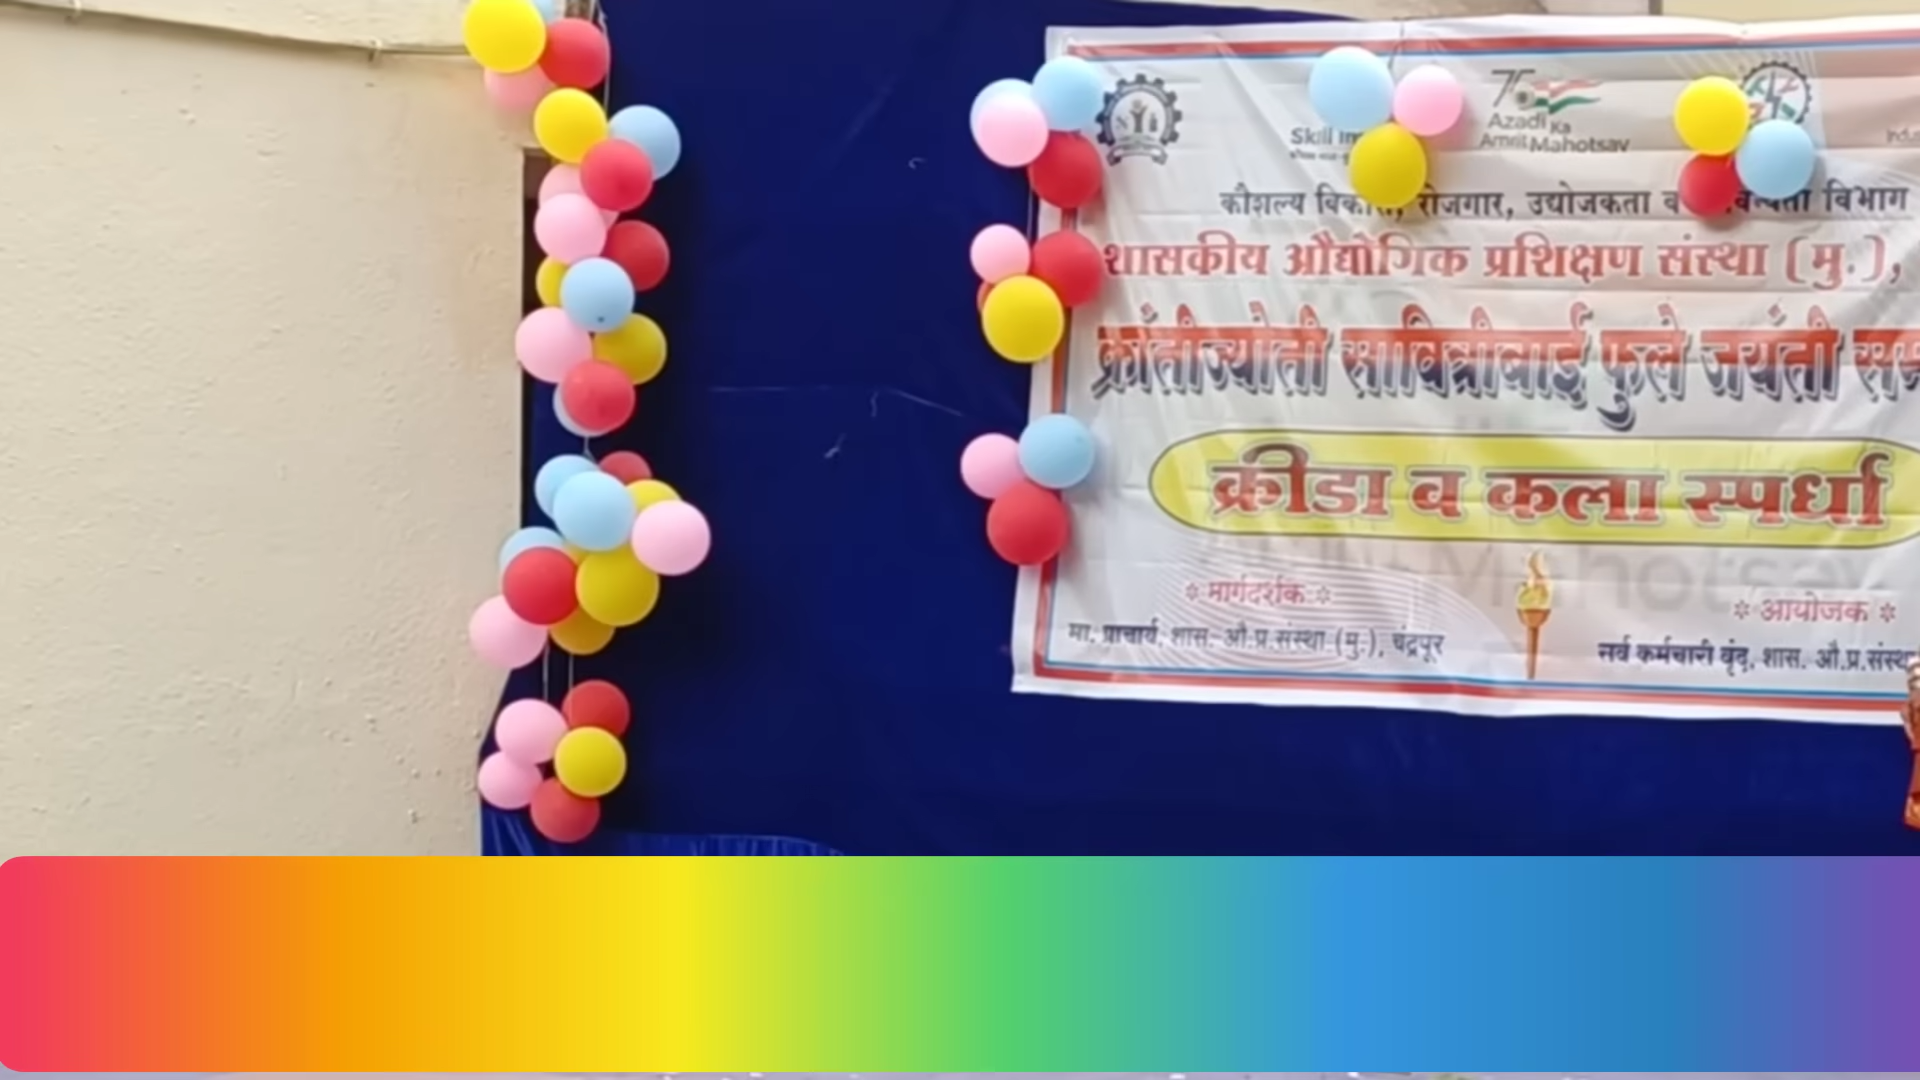 Skill
Azadi Ka
Amrit Mahotsav
कौशल्य विकास, रोजगार, उद्योजकता व विभाग
शासकीय औद्योगिक प्रशिक्षण संस्था (मु.),
क्रांतीज्योती सावित्रीबाई फुले जयंती
क्रीडा व कला स्पर्धा
मार्गदर्शक
आयोजक
मा. प्राचार्य, शास. औ.प्र.संस्था (मु.), चंद्रपूर
सर्व कर्मचारी वृंद, शास. औ.प्र.संस्था